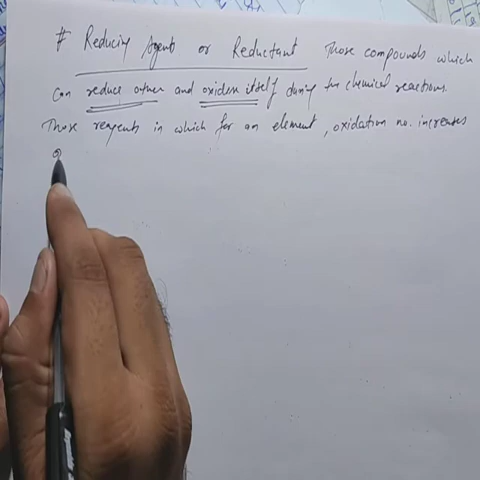 # Reducing Agents or Reductant Those compounds which
can reduce other and oxidise itself during the chemical reactions.
Those reagents in which for an element, oxidation no. increases